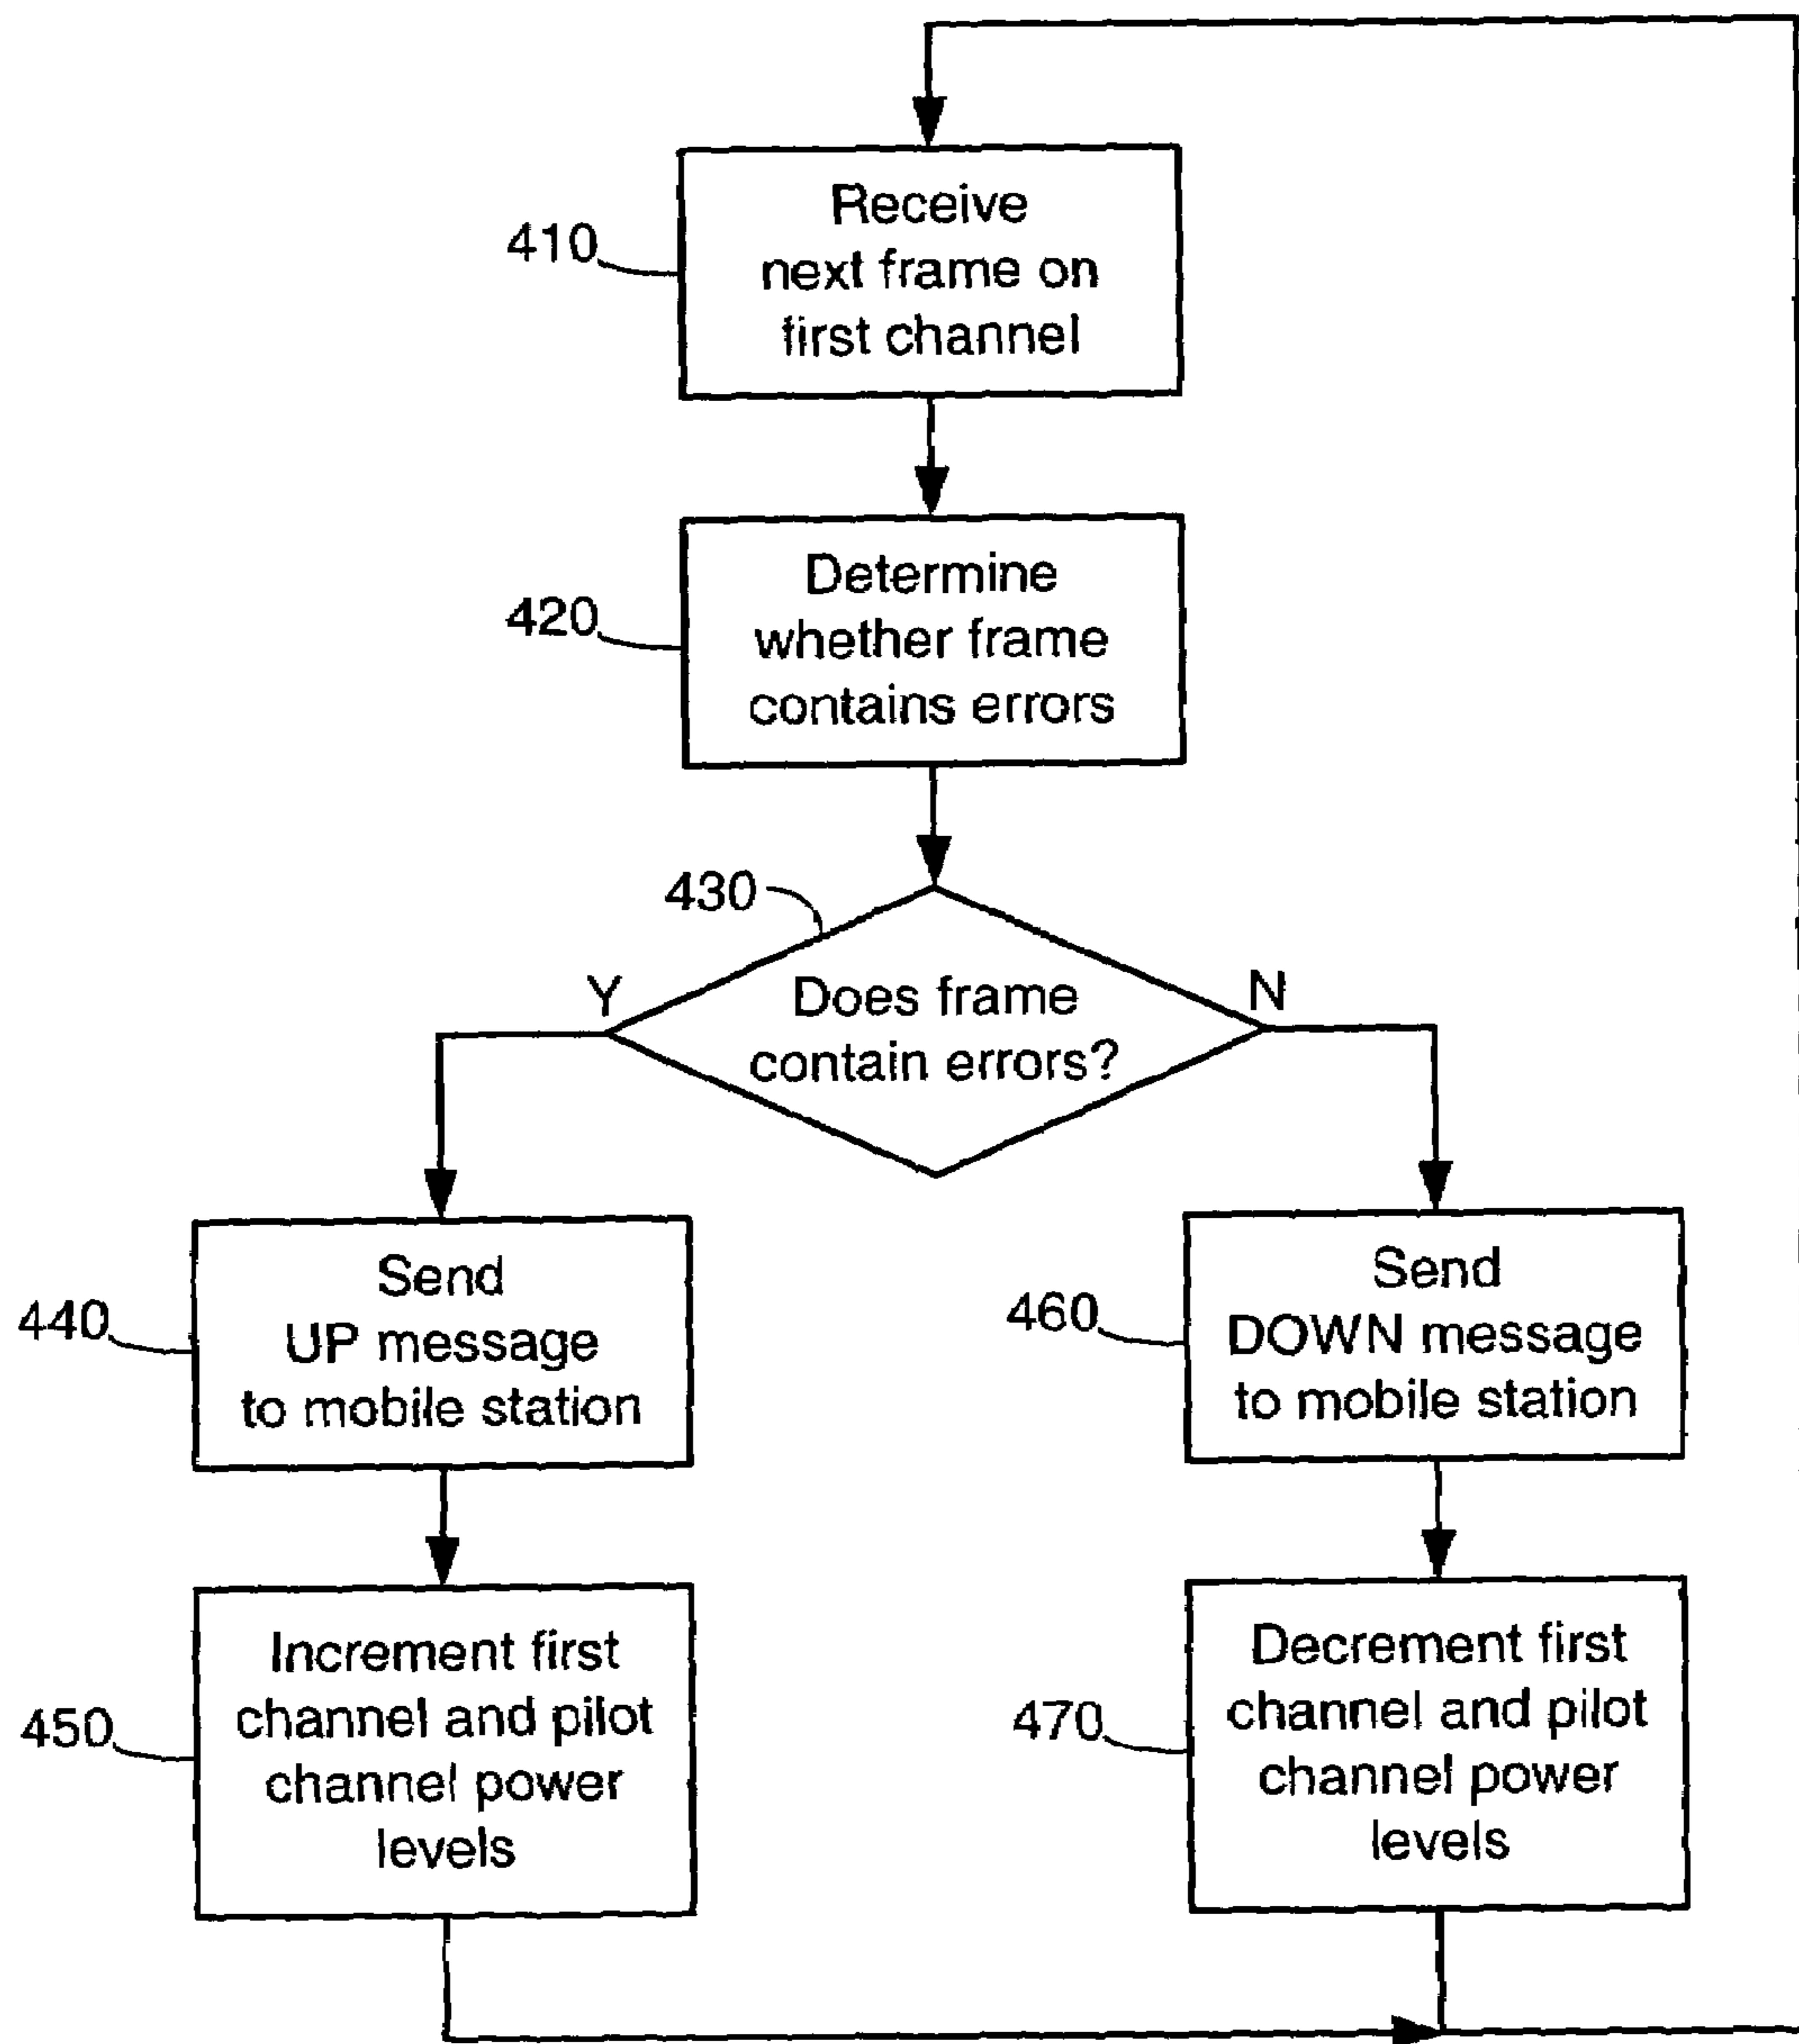 410
Receive
next frame on
first channel
420
Determine
whether frame
contains errors
430
Y
Does frame
contain errors?
N
440
Send
UP message
to mobile station
460
Send
DOWN message
to mobile station
450
Increment first
channel and pilot
channel power
levels
470
Decrement first
channel and pilot
channel power
levels